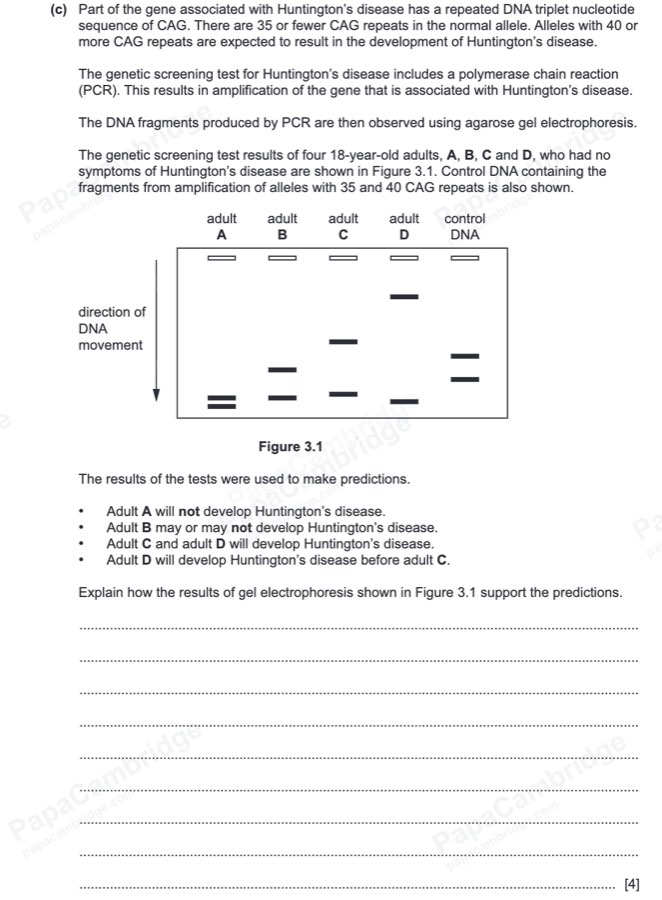 (c) Part of the gene associated with Huntington's disease has a repeated DNA triplet nucleotide
sequence of CAG. There are 35 or fewer CAG repeats in the normal allele. Alleles with 40 or
more CAG repeats are expected to result in the development of Huntington's disease.
The genetic screening test for Huntington's disease includes a polymerase chain reaction
(PCR). This results in amplification of the gene that is associated with Huntington's disease.
The DNA fragments produced by PCR are then observed using agarose gel electrophoresis.
The genetic screening test results of four 18-year-old adults, A, B, C and D, who had no
symptoms of Huntington's disease are shown in Figure 3.1. Control DNA containing the
fragments from amplification of alleles with 35 and 40 CAG repeats is also shown.
adult adult adult adult control
A B C D DNA
direction of
DNA
movement
Figure 3.1
The results of the tests were used to make predictions.
• Adult A will not develop Huntington's disease.
• Adult B may or may not develop Huntington's disease.
• Adult C and adult D will develop Huntington's disease.
• Adult D will develop Huntington's disease before adult C.
Explain how the results of gel electrophoresis shown in Figure 3.1 support the predictions.
[4]
PapaCambridge
papacambridge.com
PapaCambridge
papacambridge.com